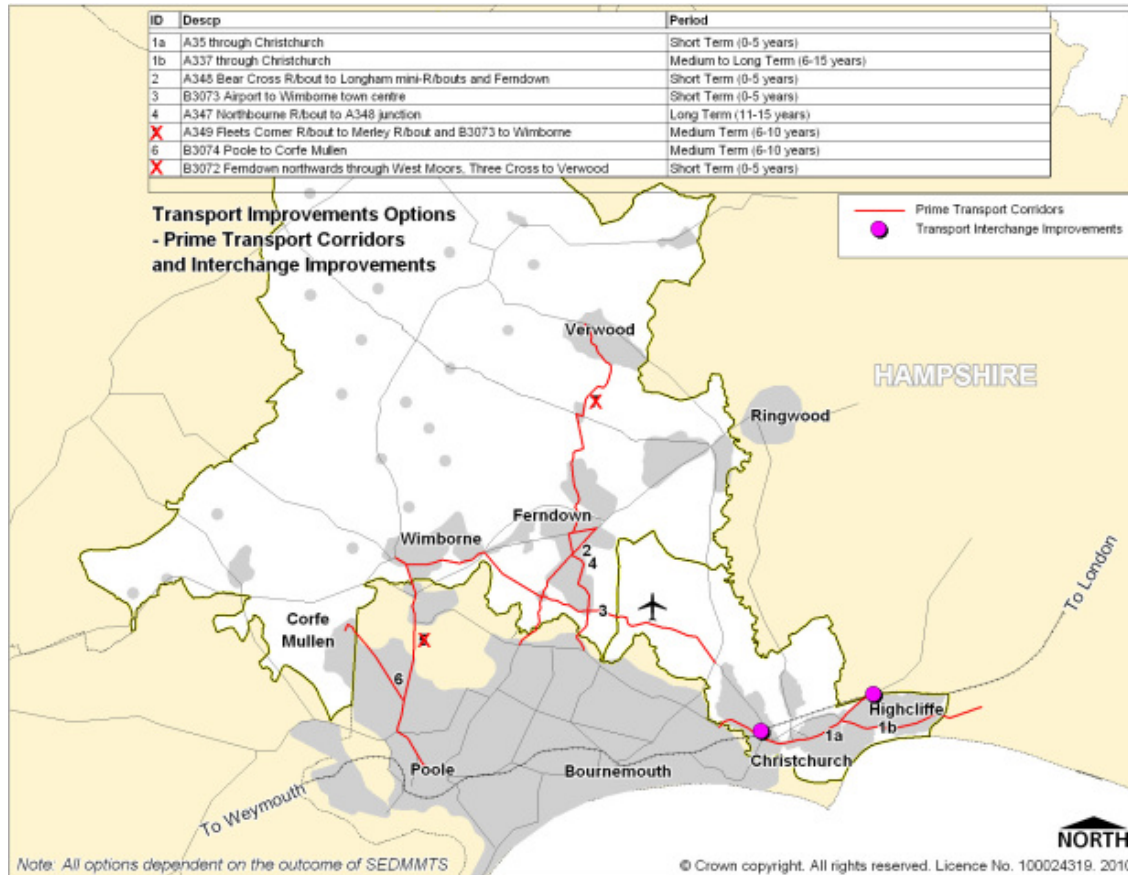 ID Descp Period
1a A35 through Christchurch Short Term (0-5 years)
1b A337 through Christchurch Medium to Long Term (6-15 years)
2 A348 Bear Cross R/bout to Longham mini-R/bouts and Ferndown Short Term (0-5 years)
3 B3073 Airport to Wimborne town centre Short Term (0-5 years)
4 A347 Northbourne R/bout to A348 junction Long Term (11-15 years)
X A349 Fleets Corner R/bout to Merley R/bout and B3073 to Wimborne Medium Term (6-10 years)
6 B3074 Poole to Corfe Mullen Medium Term (6-10 years)
X B3072 Ferndown northwards through West Moors, Three Cross to Verwood Short Term (0-5 years)
Transport Improvements Options
- Prime Transport Corridors
and Interchange Improvements
Prime Transport Corridors
Transport Interchange Improvements
Verwood
HAMPSHIRE
X
Ringwood
Ferndown
Wimborne
2
4
3
To London
Corfe
Mullen
X
6
Highcliffe
1a
1b
Christchurch
Poole
Bournemouth
To Weymouth
NORTH
Note: All options dependent on the outcome of SEDMMTS
© Crown copyright. All rights reserved. Licence No. 100024319. 2010